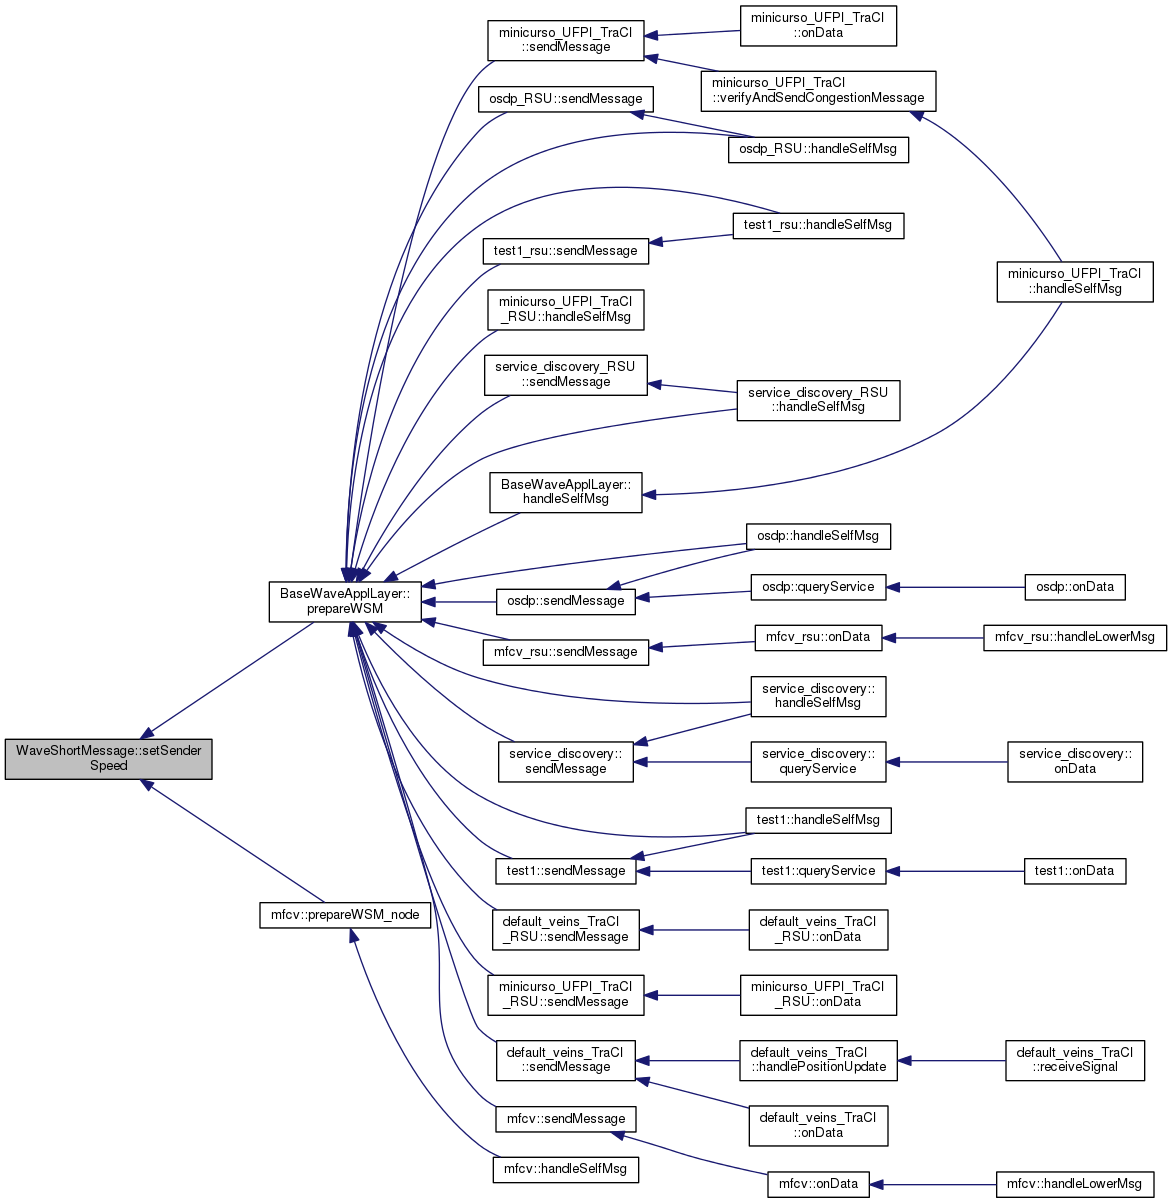 minicurso_UFPI_TraCI
::sendMessage
minicurso_UFPI_TraCI
::onData
minicurso_UFPI_TraCI
::verifyAndSendCongestionMessage
osdp_RSU::sendMessage
osdp_RSU::handleSelfMsg
test1_rsu::handleSelfMsg
test1_rsu::sendMessage
minicurso_UFPI_TraCI
::handleSelfMsg
minicurso_UFPI_TraCI
_RSU::handleSelfMsg
service_discovery_RSU
::sendMessage
service_discovery_RSU
::handleSelfMsg
BaseWaveApplLayer::
handleSelfMsg
osdp::handleSelfMsg
BaseWaveApplLayer::
prepareWSM
osdp::sendMessage
osdp::queryService
osdp::onData
mfcv_rsu::sendMessage
mfcv_rsu::onData
mfcv_rsu::handleLowerMsg
service_discovery::
handleSelfMsg
WaveShortMessage::setSender
Speed
service_discovery::
sendMessage
service_discovery::
queryService
service_discovery::
onData
test1::handleSelfMsg
test1::sendMessage
test1::queryService
test1::onData
mfcv::prepareWSM_node
default_veins_TraCI
_RSU::sendMessage
default_veins_TraCI
_RSU::onData
minicurso_UFPI_TraCI
_RSU::sendMessage
minicurso_UFPI_TraCI
_RSU::onData
default_veins_TraCI
::sendMessage
default_veins_TraCI
::handlePositionUpdate
default_veins_TraCI
::receiveSignal
default_veins_TraCI
::onData
mfcv::sendMessage
mfcv::handleSelfMsg
mfcv::onData
mfcv::handleLowerMsg